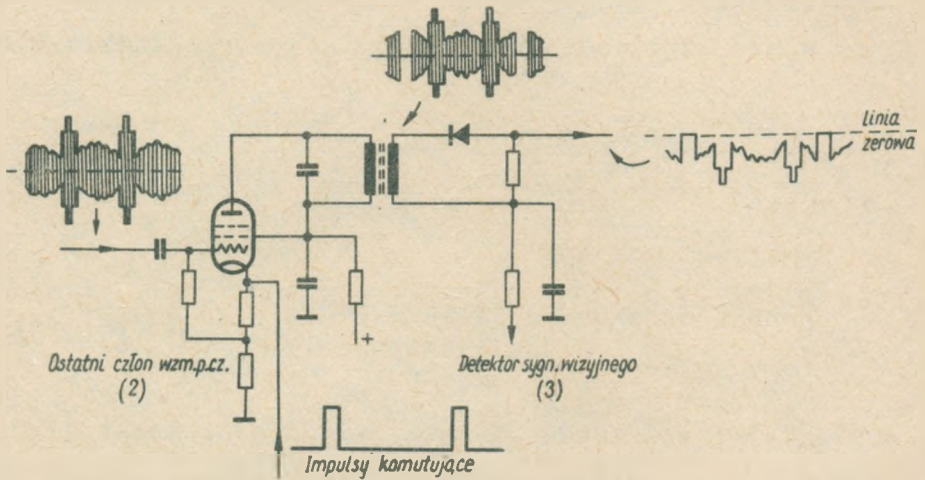 linia
zerowa
+
Ostatni człon wzm.p.cz.
(2)
Detektor sygn. wizyjnego
(3)
Impulsy komutujące